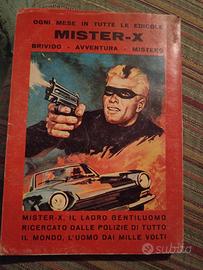 OGNI MESE IN TUTTE LE EDICOLE
MISTER-X
BRIVIDO - AVVENTURA - MISTERO
MISTER-X, IL LADRO GENTILUOMO
RICERCATO DALLE POLIZIE DI TUTTO
IL MONDO, L'UOMO DAI MILLE VOLTI
subito